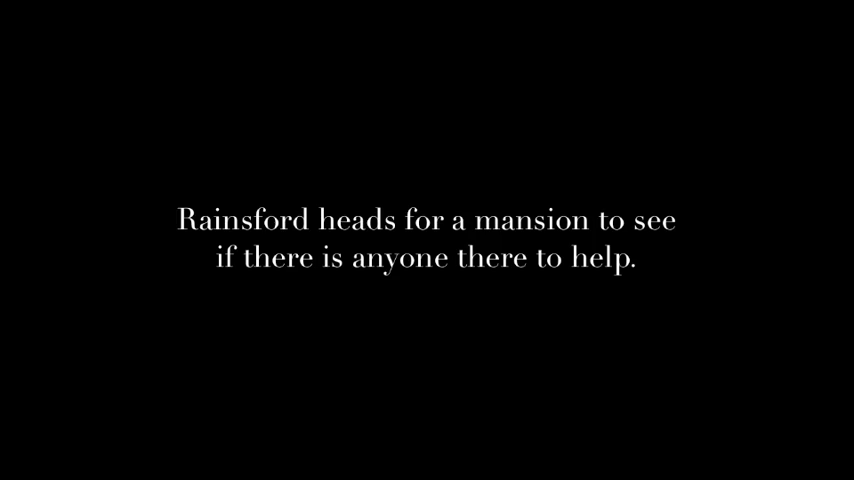 Rainsford heads for a mansion to see
if there is anyone there to help.